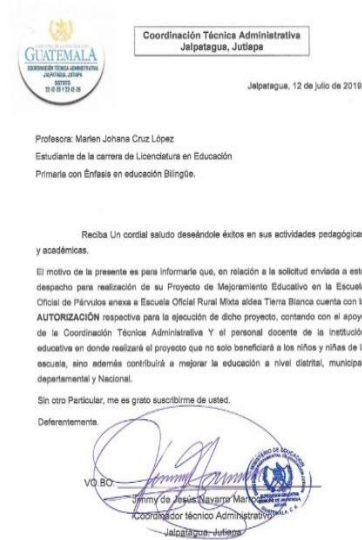 GUATEMALA
COORDINACIÓN TÉCNICA ADMINISTRATIVA
JALPATAGUA, JUTIAPA
DISTRITO
Coordinación Técnica Administrativa
Jalpatagua, Jutiapa
Jalpatagua, 12 de julio de 2019
Profesora: Marlen Johana Cruz López
Estudiante de la carrera de Licenciatura en Educación
Primaria con Énfasis en educación Bilingüe.
Reciba Un cordial saludo deseándole éxitos en sus actividades pedagógicas
y académicas.
El motivo de la presente es para informarle que, en relación a la solicitud enviada a este
despacho para realización de su Proyecto de Mejoramiento Educativo en la Escuela
Oficial de Párvulos anexa a Escuela Oficial Rural Mixta aldea Tierra Blanca cuenta con la
AUTORIZACIÓN respectiva para la ejecución de dicho proyecto, contando con el apoyo
de la Coordinación Técnica Administrativa Y el personal docente de la Institución
educativa en donde realizará el proyecto que no solo beneficiará a los niños y niñas de la
escuela, sino además contribuirá a mejorar la educación a nivel distrital, municipal
departamental y Nacional.
Sin otro Particular, me es grato suscribirme de usted.
Deferentemente.
VO.BO.
Jimmy de Jesús Navarro
Coordinador técnico Administrativo
Jalpatagua, Jutiapa